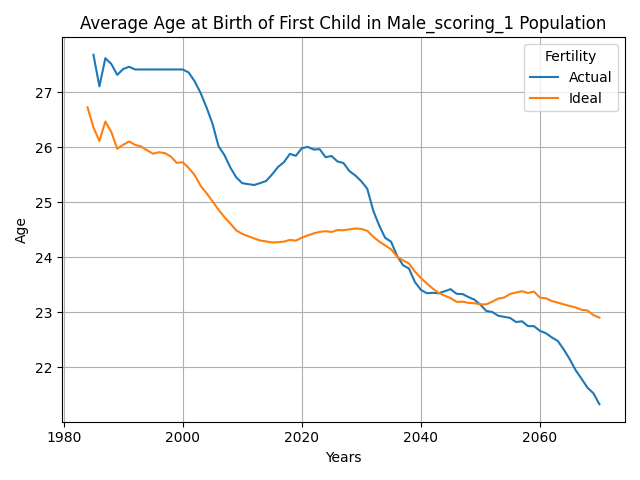 Average Age at Birth of First Child in Male_scoring_1 Population
Fertility
Actual
Ideal
27
26
25
24
23
22
Age
1980
2000
2020
2040
2060
Years